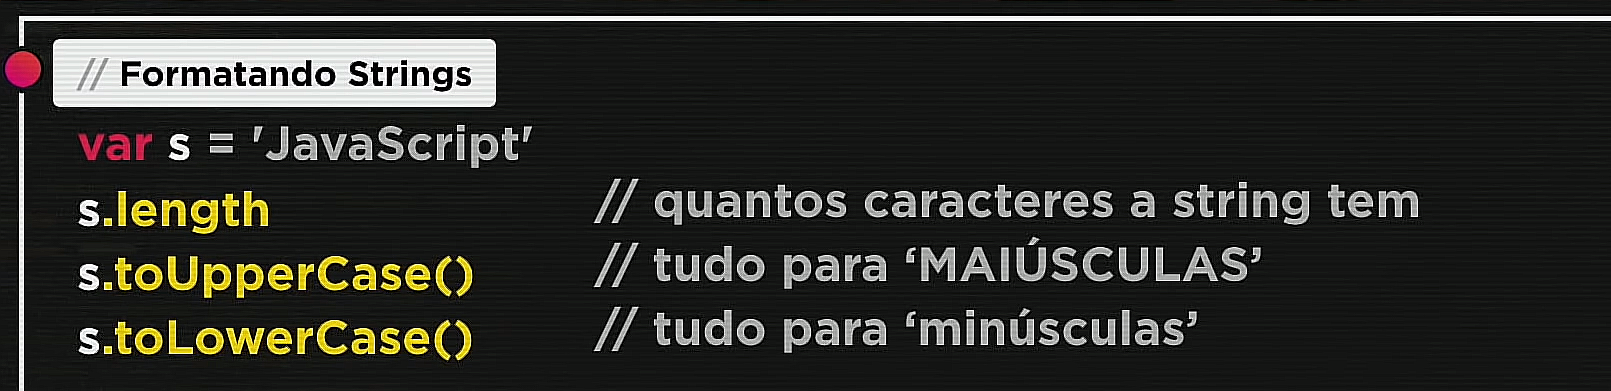 // Formatando Strings
var s = 'JavaScript'
s.length // quantos caracteres a string tem
s.toUpperCase() // tudo para ‘MAIÚSCULAS’
s.toLowerCase() // tudo para ‘minúsculas’